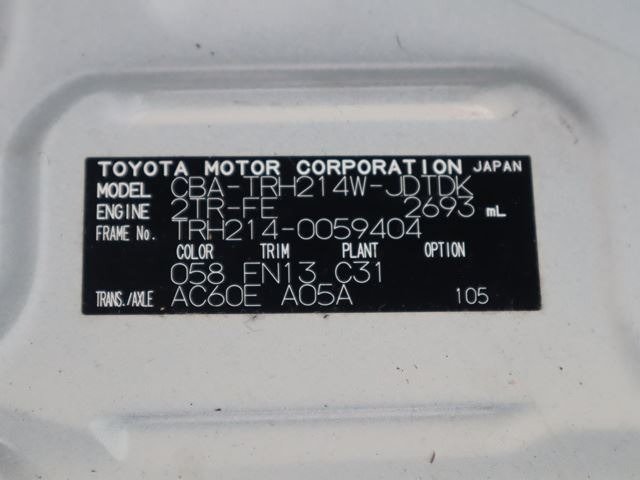 TOYOTA MOTOR CORPORATION JAPAN
MODEL CBA-TRH214W-JDTDK
ENGINE 2TR-FE 2693 mL
FRAME No. TRH214-0059404
COLOR TRIM PLANT OPTION
058 FN13 C31
TRANS./AXLE AC60E A05A 105